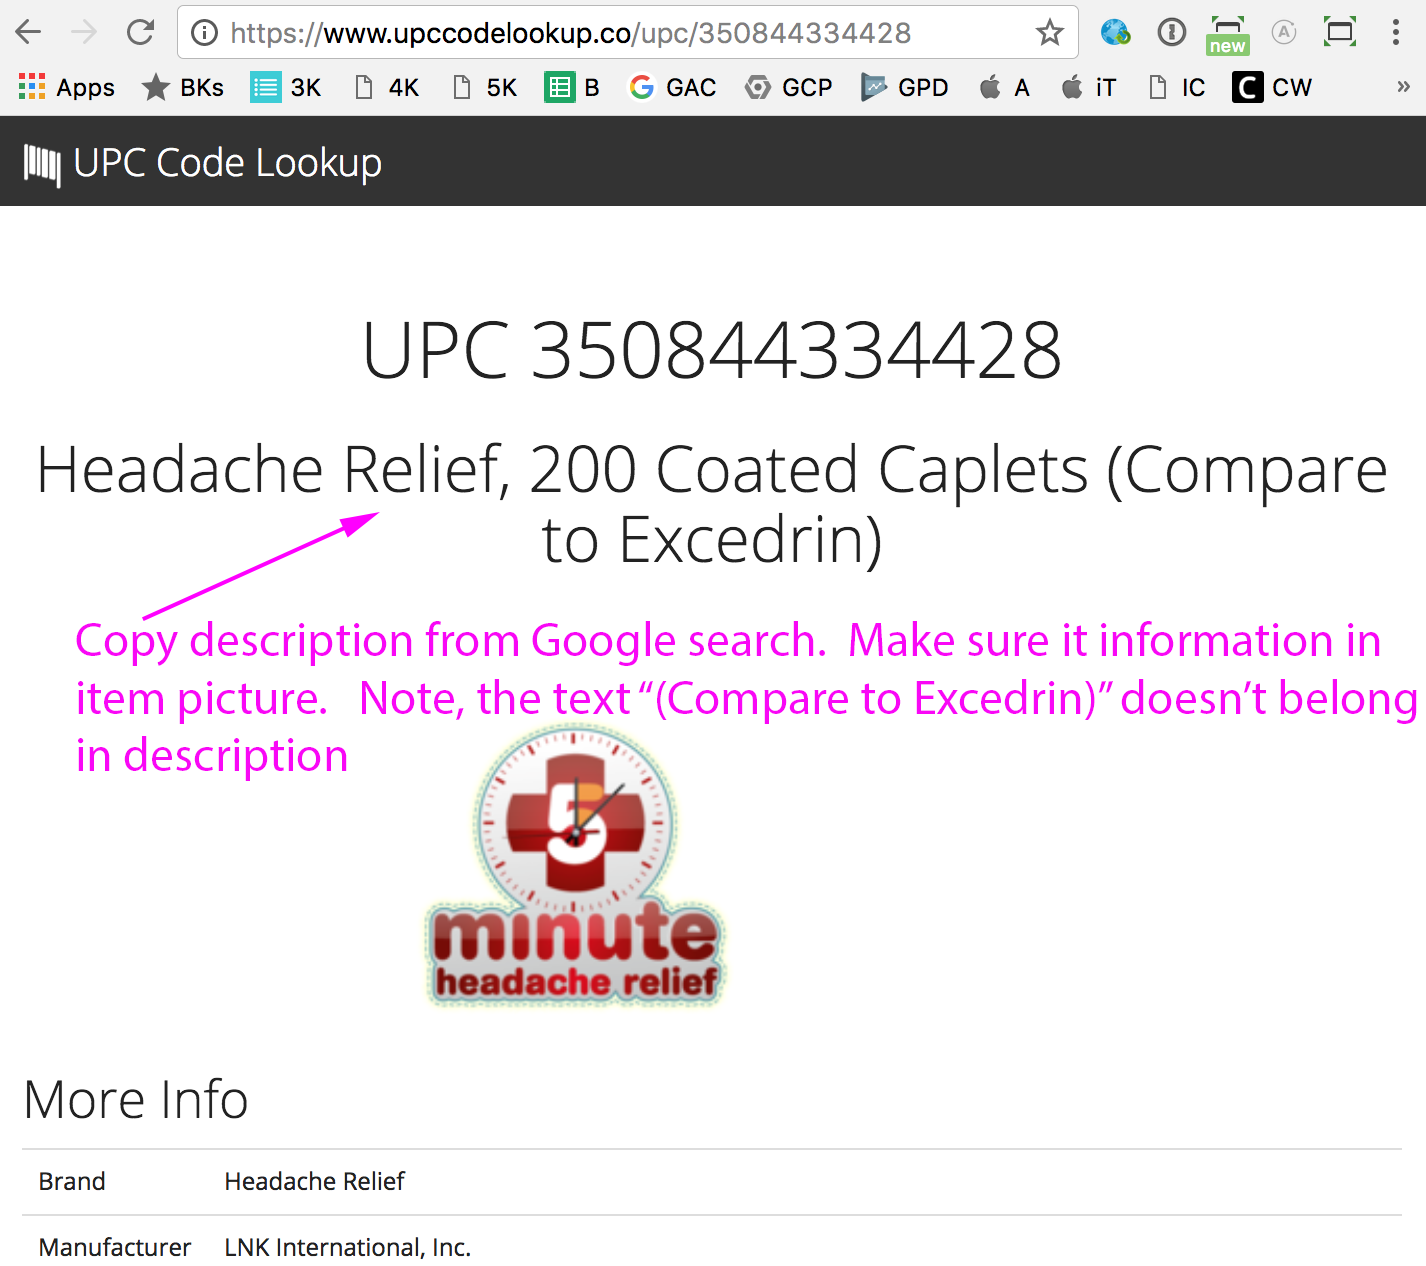 https://www.upccodelookup.co/upc/350844334428
new
A
Apps BKs 3K 4K 5K B GAC GCP GPD A iT IC C CW »
UPC Code Lookup
UPC 350844334428
Headache Relief, 200 Coated Caplets (Compare
to Excedrin)
Copy description from Google search.  Make sure it information in
item picture.   Note, the text “(Compare to Excedrin)” doesn’t belong
in description
5
minute
headache relief
More Info
Brand Headache Relief
Manufacturer LNK International, Inc.